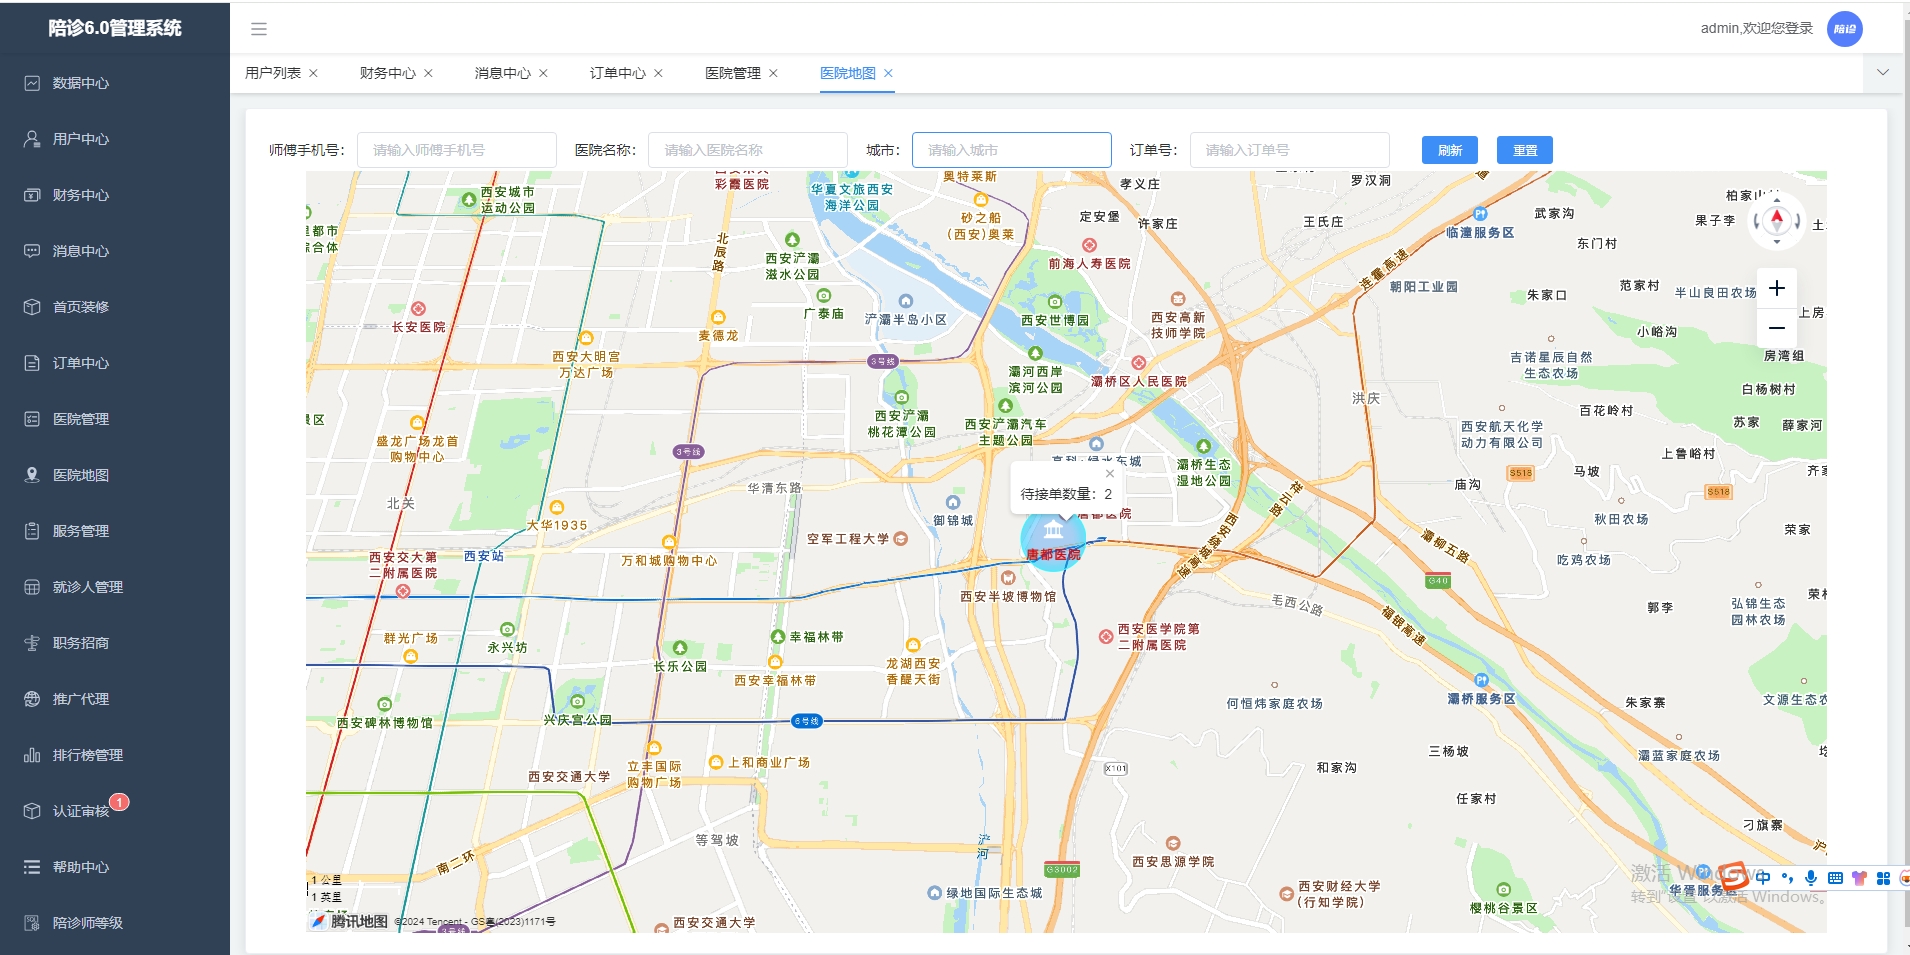 陪诊6.0管理系统
admin,欢迎您登录
陪诊
数据中心
用户中心
财务中心
消息中心
首页装修
订单中心
医院管理
医院地图
服务管理
就诊人管理
职务招商
推广代理
排行榜管理
认证审核
1
帮助中心
陪诊师等级
用户列表
财务中心
消息中心
订单中心
医院管理
医院地图
师傅手机号：
请输入师傅手机号
医院名称：
请输入医院名称
城市：
请输入城市
订单号：
请输入订单号
刷新
重置
西安城市
运动公园
彩霞医院
华夏文旅西安
海洋公园
奥特莱斯
砂之船
(西安)奥莱
孝义庄
定安堡
许家庄
罗汉洞
王氏庄
临潼服务区
武家沟
果子李
东门村
北辰路
西安浐灞
滋水公园
前海人寿医院
连霍高速
朝阳工业园
朱家口
范家村
半山良田农场
上房
长安医院
广泰庙
浐灞半岛小区
西安世博园
西安高新
技师学院
小峪沟
麦德龙
西安大明宫
万达广场
3号线
灞河西岸
滨河公园
灞桥区人民医院
吉诺星辰自然
生态农场
房湾组
白杨树村
洪庆
百花岭村
苏家
薛家河
西安浐灞
桃花潭公园
西安浐灞汽车
主题公园
西安航天化学
动力有限公司
盛龙广场龙首
购物中心
3号线
灞桥生态
湿地公园
上鲁峪村
马坡
S518
庙沟
S518
待接单数量：2
华清东路
北关
祥云路
御锦城
大华1935
空军工程大学
唐都医院
西安绕城高速
秋田农场
荣家
灞柳五路
吃鸡农场
西安交大第
二附属医院
西安站
万和城购物中心
G40
西安半坡博物馆
毛西公路
福银高速
郭李
弘锦生态
园林农场
群光广场
永兴坊
幸福林带
长乐公园
西安幸福林带
龙湖西安
香醍天街
西安医学院第
二附属医院
灞桥服务区
何恒炜家庭农场
朱家寨
文源生态农
西安碑林博物馆
兴庆宫公园
6号线
三杨坡
灞蓝家庭农场
立丰国际
购物广场
上和商业广场
西安交通大学
X101
和家沟
任家村
刁旗寨
等驾坡
南二环
浐河
G3002
西安思源学院
绿地国际生态城
西安财经大学
(行知学院)
樱桃谷景区
华胥服务
1 公里
1 英里
腾讯地图
©2024 Tencent - GS粤(2023)1171号
3号线
西安交通大学
激活 Windows
转到"设置"以激活 Windows。
中